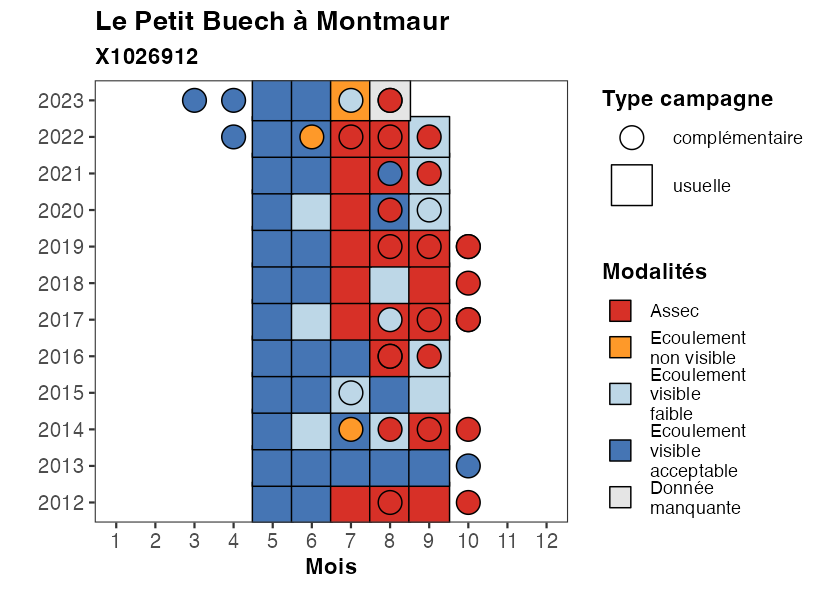 Le Petit Buech à Montmaur
X1026912
2023
2022
2021
2020
2019
2018
2017
2016
2015
2014
2013
2012
1 2 3 4 5 6 7 8 9 10 11 12
Mois
Type campagne
complémentaire
usuelle
Modalités
Assec
Ecoulement
non visible
Ecoulement
visible
faible
Ecoulement
visible
acceptable
Donnée
manquante